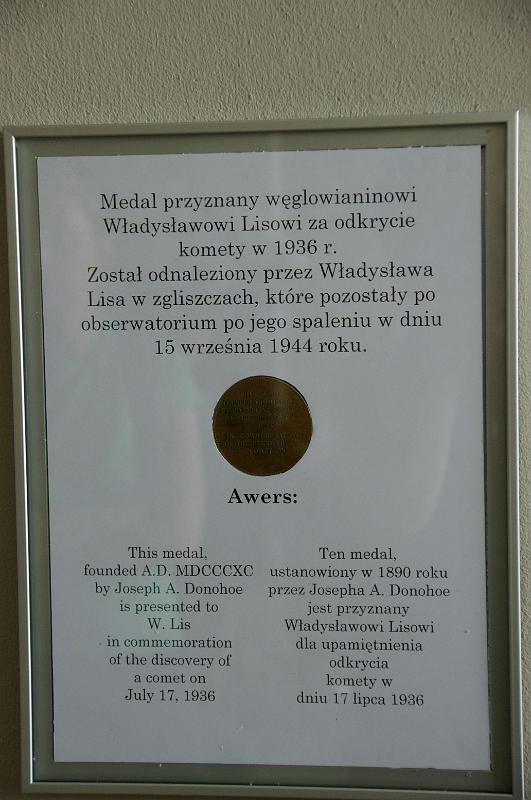 Medal przyznany węglowianinowi
Władysławowi Lisowi za odkrycie
komety w 1936 r.
Został odnaleziony przez Władysława
Lisa w zgliszczach, które pozostały po
obserwatorium po jego spaleniu w dniu
15 września 1944 roku.
Awers:
This medal,
founded A.D. MDCCCXC
by Joseph A. Donohoe
is presented to
W. Lis
in commemoration
of the discovery of
a comet on
July 17, 1936
Ten medal,
ustanowiony w 1890 roku
przez Josepha A. Donohoe
jest przyznany
Władysławowi Lisowi
dla upamiętnienia
odkrycia
komety w
dniu 17 lipca 1936